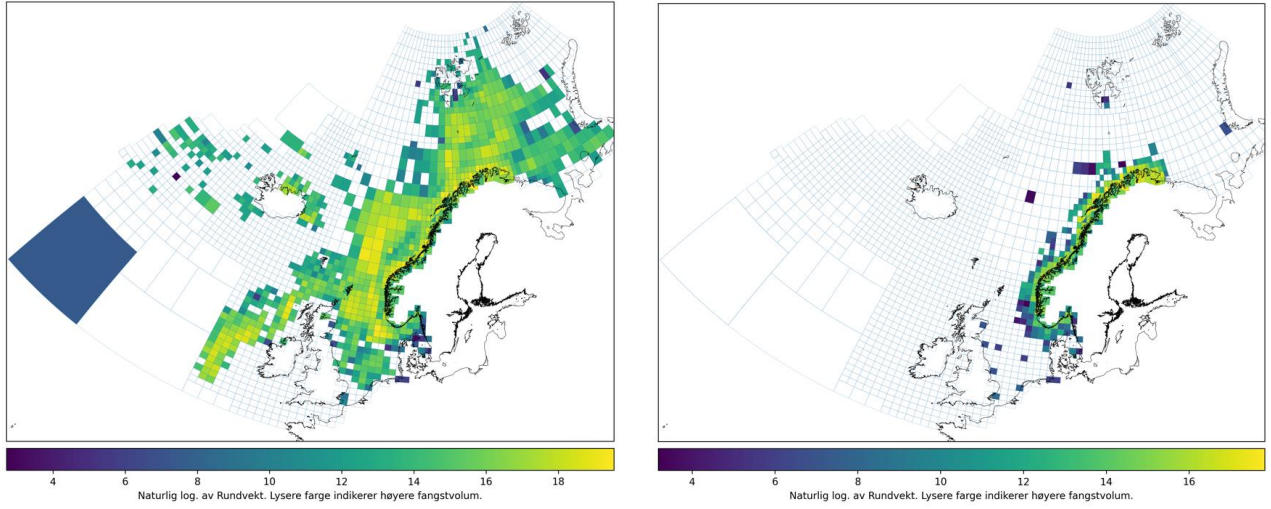 4 6 8 10 12 14 16 18
Naturlig log. av Rundvekt. Lysere farge indikerer høyere fangstvolum.
4 6 8 10 12 14 16
Naturlig log. av Rundvekt. Lysere farge indikerer høyere fangstvolum.